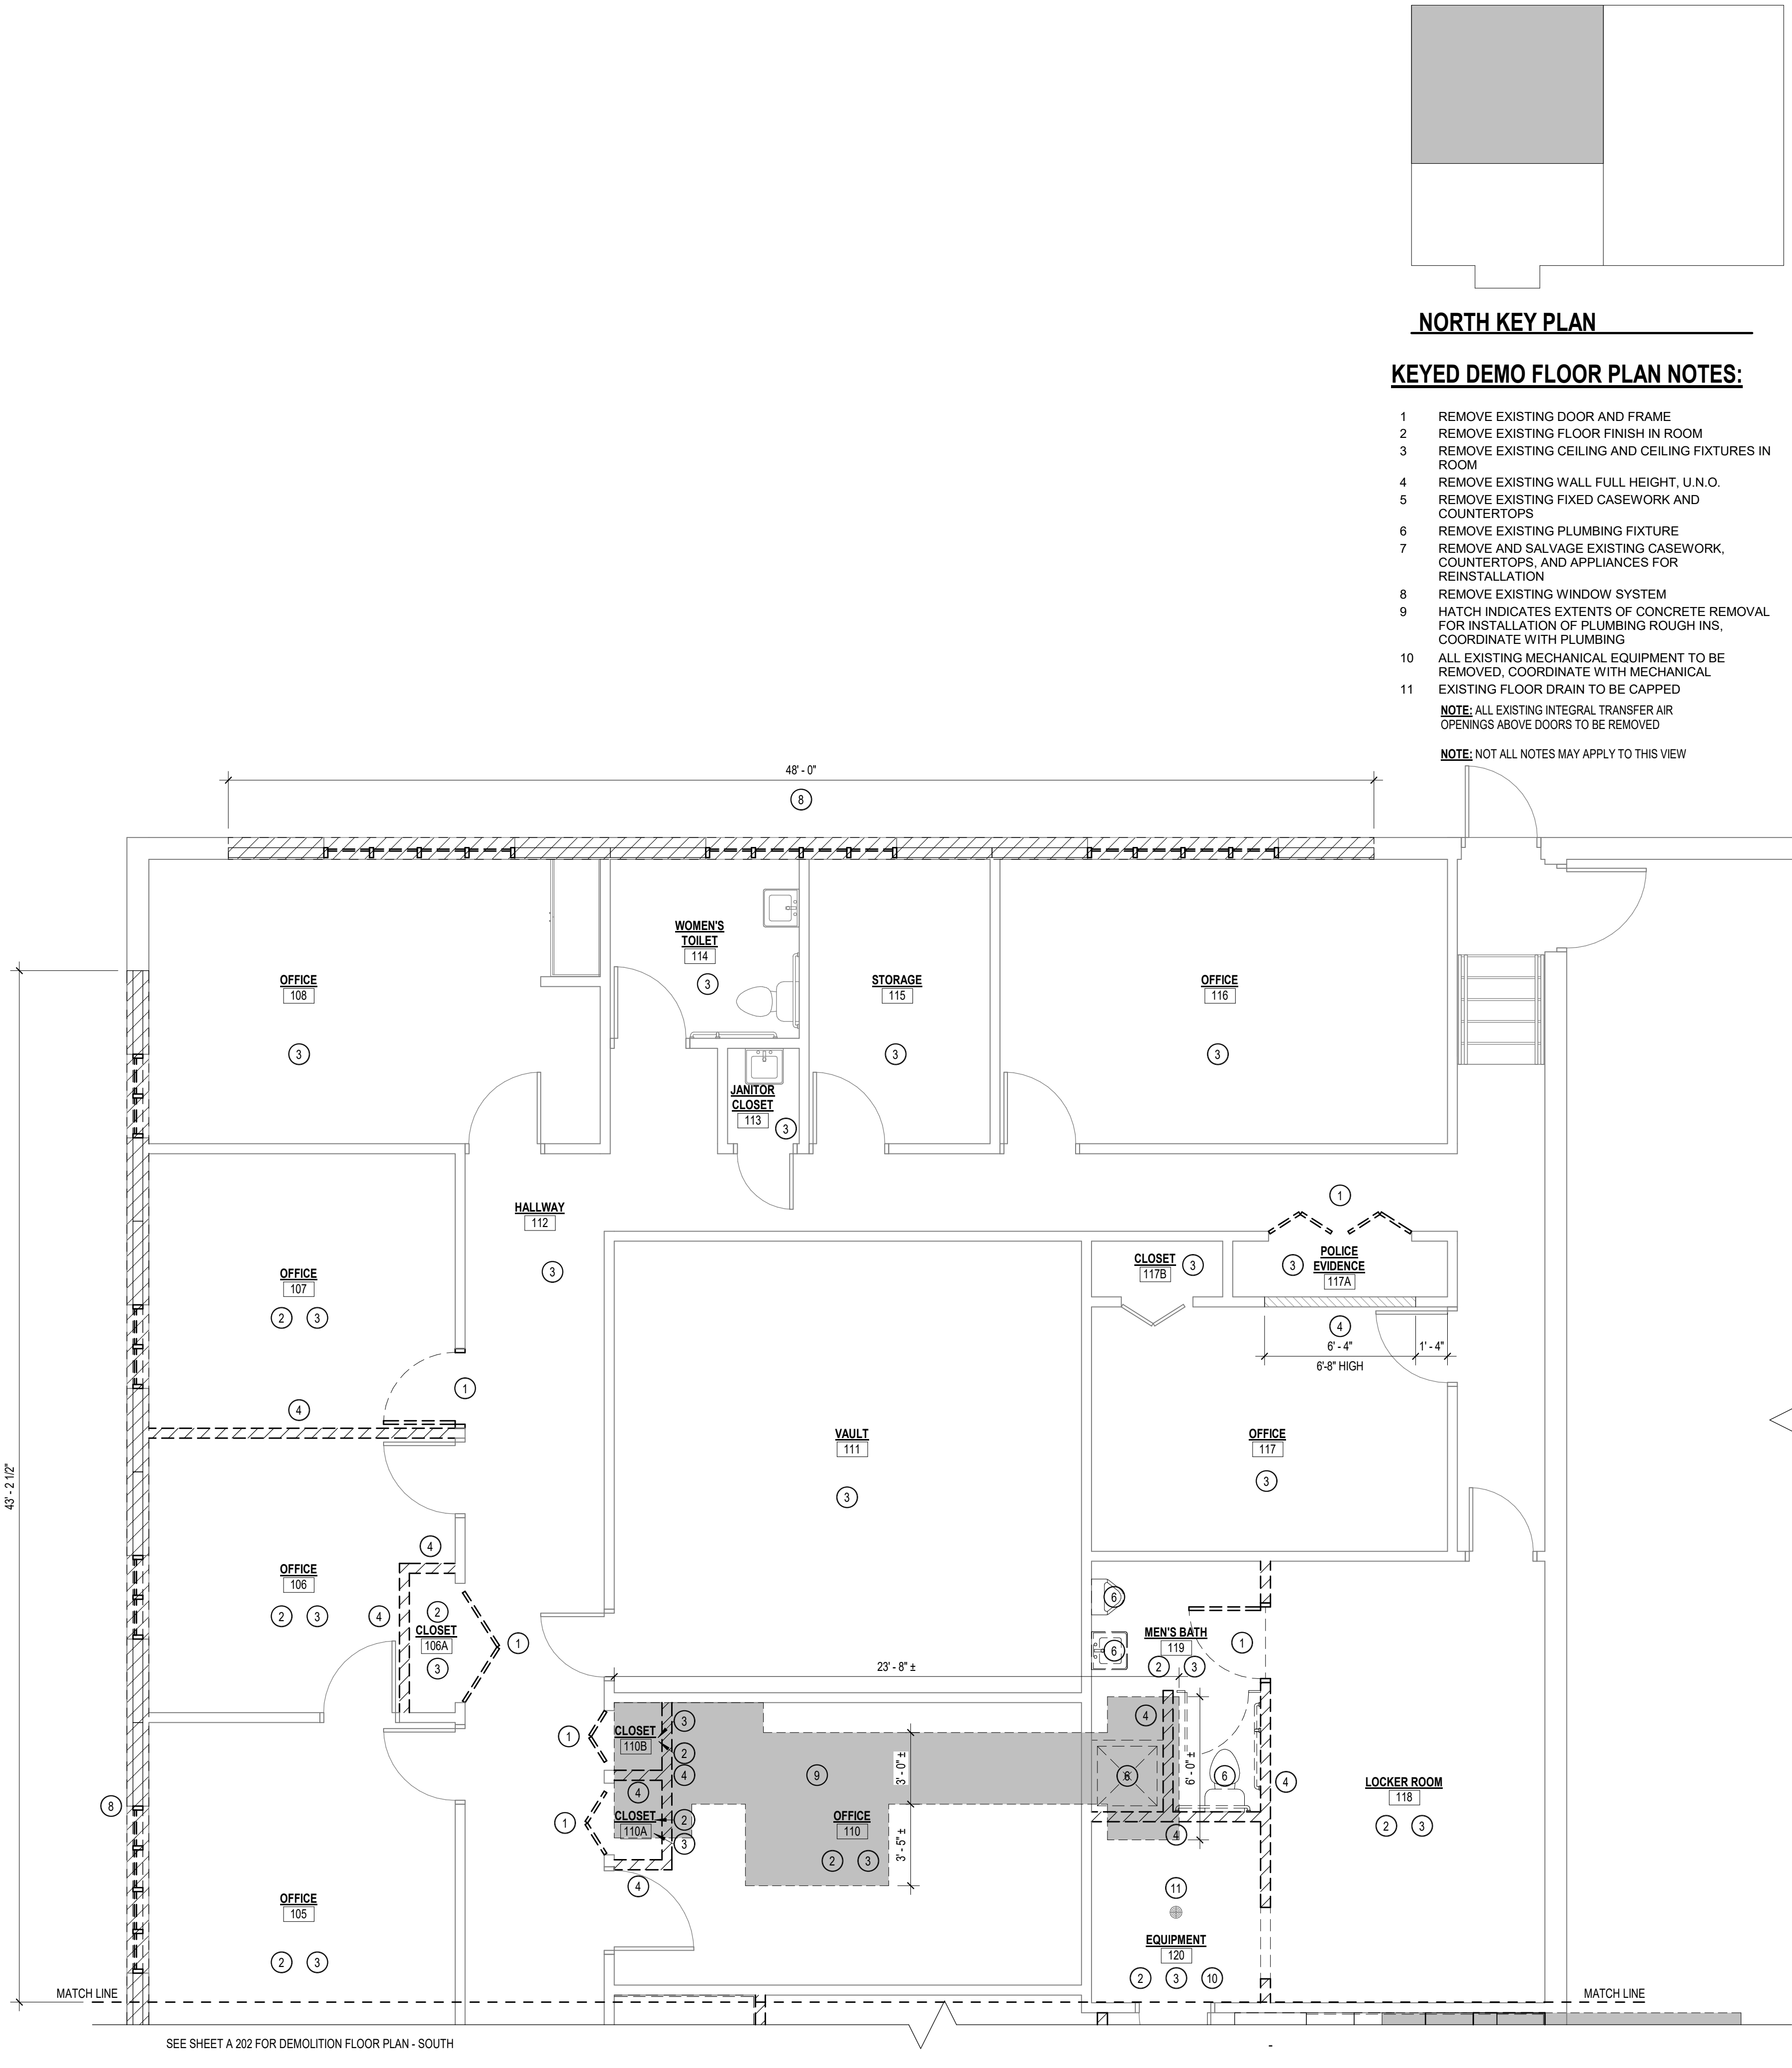 NORTH KEY PLAN
KEYED DEMO FLOOR PLAN NOTES:
1 REMOVE EXISTING DOOR AND FRAME
2 REMOVE EXISTING FLOOR FINISH IN ROOM
3 REMOVE EXISTING CEILING AND CEILING FIXTURES IN
ROOM
4 REMOVE EXISTING WALL FULL HEIGHT, U.N.O.
5 REMOVE EXISTING FIXED CASEWORK AND
COUNTERTOPS
6 REMOVE EXISTING PLUMBING FIXTURE
7 REMOVE AND SALVAGE EXISTING CASEWORK,
COUNTERTOPS, AND APPLIANCES FOR
REINSTALLATION
8 REMOVE EXISTING WINDOW SYSTEM
9 HATCH INDICATES EXTENTS OF CONCRETE REMOVAL
FOR INSTALLATION OF PLUMBING ROUGH INS,
COORDINATE WITH PLUMBING
10 ALL EXISTING MECHANICAL EQUIPMENT TO BE
REMOVED, COORDINATE WITH MECHANICAL
11 EXISTING FLOOR DRAIN TO BE CAPPED
NOTE: ALL EXISTING INTEGRAL TRANSFER AIR
OPENINGS ABOVE DOORS TO BE REMOVED
NOTE: NOT ALL NOTES MAY APPLY TO THIS VIEW
48' - 0"
8
OFFICE
108
3
WOMEN'S
TOILET
114
3
STORAGE
115
3
OFFICE
116
3
JANITOR
CLOSET
113
3
HALLWAY
112
3
OFFICE
107
2 3
1
4
1
CLOSET
117B
3
3
POLICE
EVIDENCE
117A
4
6' - 4"
1' - 4"
6'-8" HIGH
VAULT
111
3
OFFICE
117
3
43' - 2 1/2"
OFFICE
106
2 3
4
4
2
CLOSET
106A
3
1
6
6
MEN'S BATH
119
2 3
1
23' - 8" ±
1
CLOSET
110B
3
2
4
4
1
CLOSET
110A
2
3
4
9
3' - 0" ±
3' - 5" ±
OFFICE
110
2 3
4
6
6' - 0" ±
6
4
4
LOCKER ROOM
118
2 3
8
OFFICE
105
2 3
11
EQUIPMENT
120
2 3 10
MATCH LINE
MATCH LINE
SEE SHEET A 202 FOR DEMOLITION FLOOR PLAN - SOUTH
-